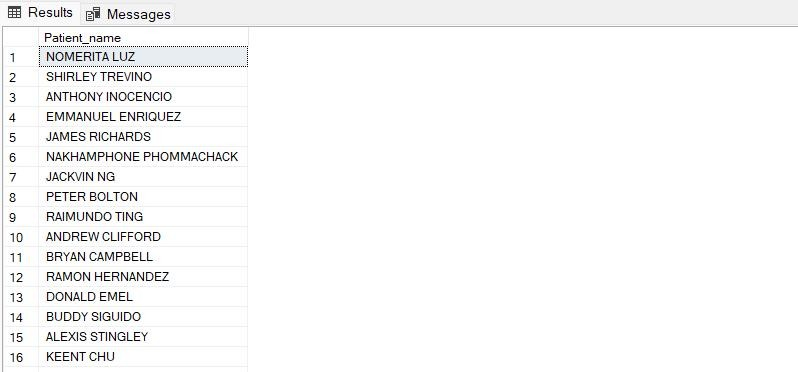 Results Messages
Patient_name
1 NOMERITA LUZ
2 SHIRLEY TREVINO
3 ANTHONY INOCENCIO
4 EMMANUEL ENRIQUEZ
5 JAMES RICHARDS
6 NAKHAMPHONE PHOMMACHACK
7 JACKVIN NG
8 PETER BOLTON
9 RAIMUNDO TING
10 ANDREW CLIFFORD
11 BRYAN CAMPBELL
12 RAMON HERNANDEZ
13 DONALD EMEL
14 BUDDY SIGUIDO
15 ALEXIS STINGLEY
16 KEENT CHU